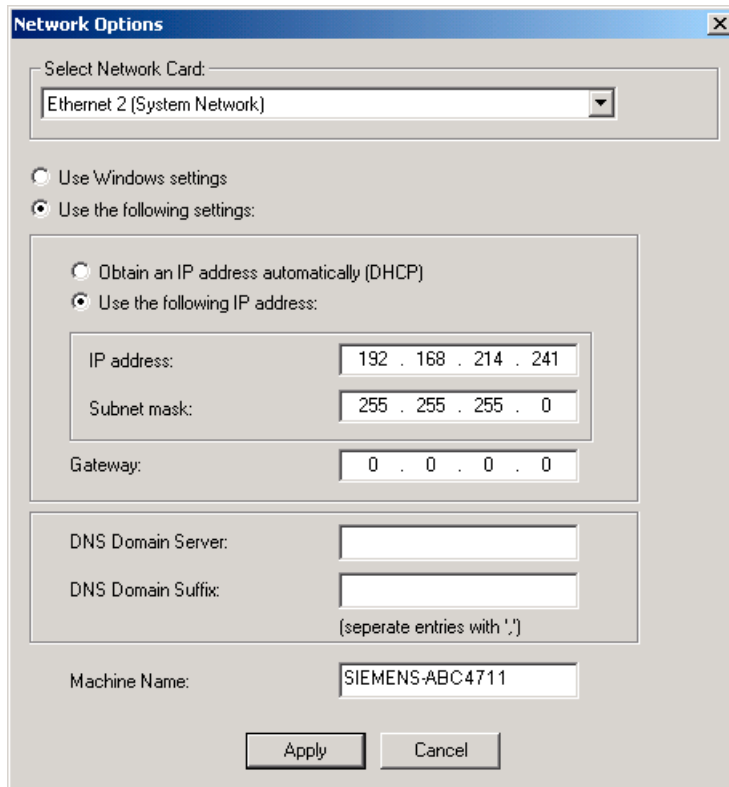 Network Options
Select Network Card:
Ethernet 2 (System Network)
Use Windows settings
Use the following settings:
Obtain an IP address automatically (DHCP)
Use the following IP address:
IP address: 192 . 168 . 214 . 241
Subnet mask: 255 . 255 . 255 . 0
Gateway: 0 . 0 . 0 . 0
DNS Domain Server:
DNS Domain Suffix:
(seperate entries with ',')
Machine Name: SIEMENS-ABC4711
Apply Cancel